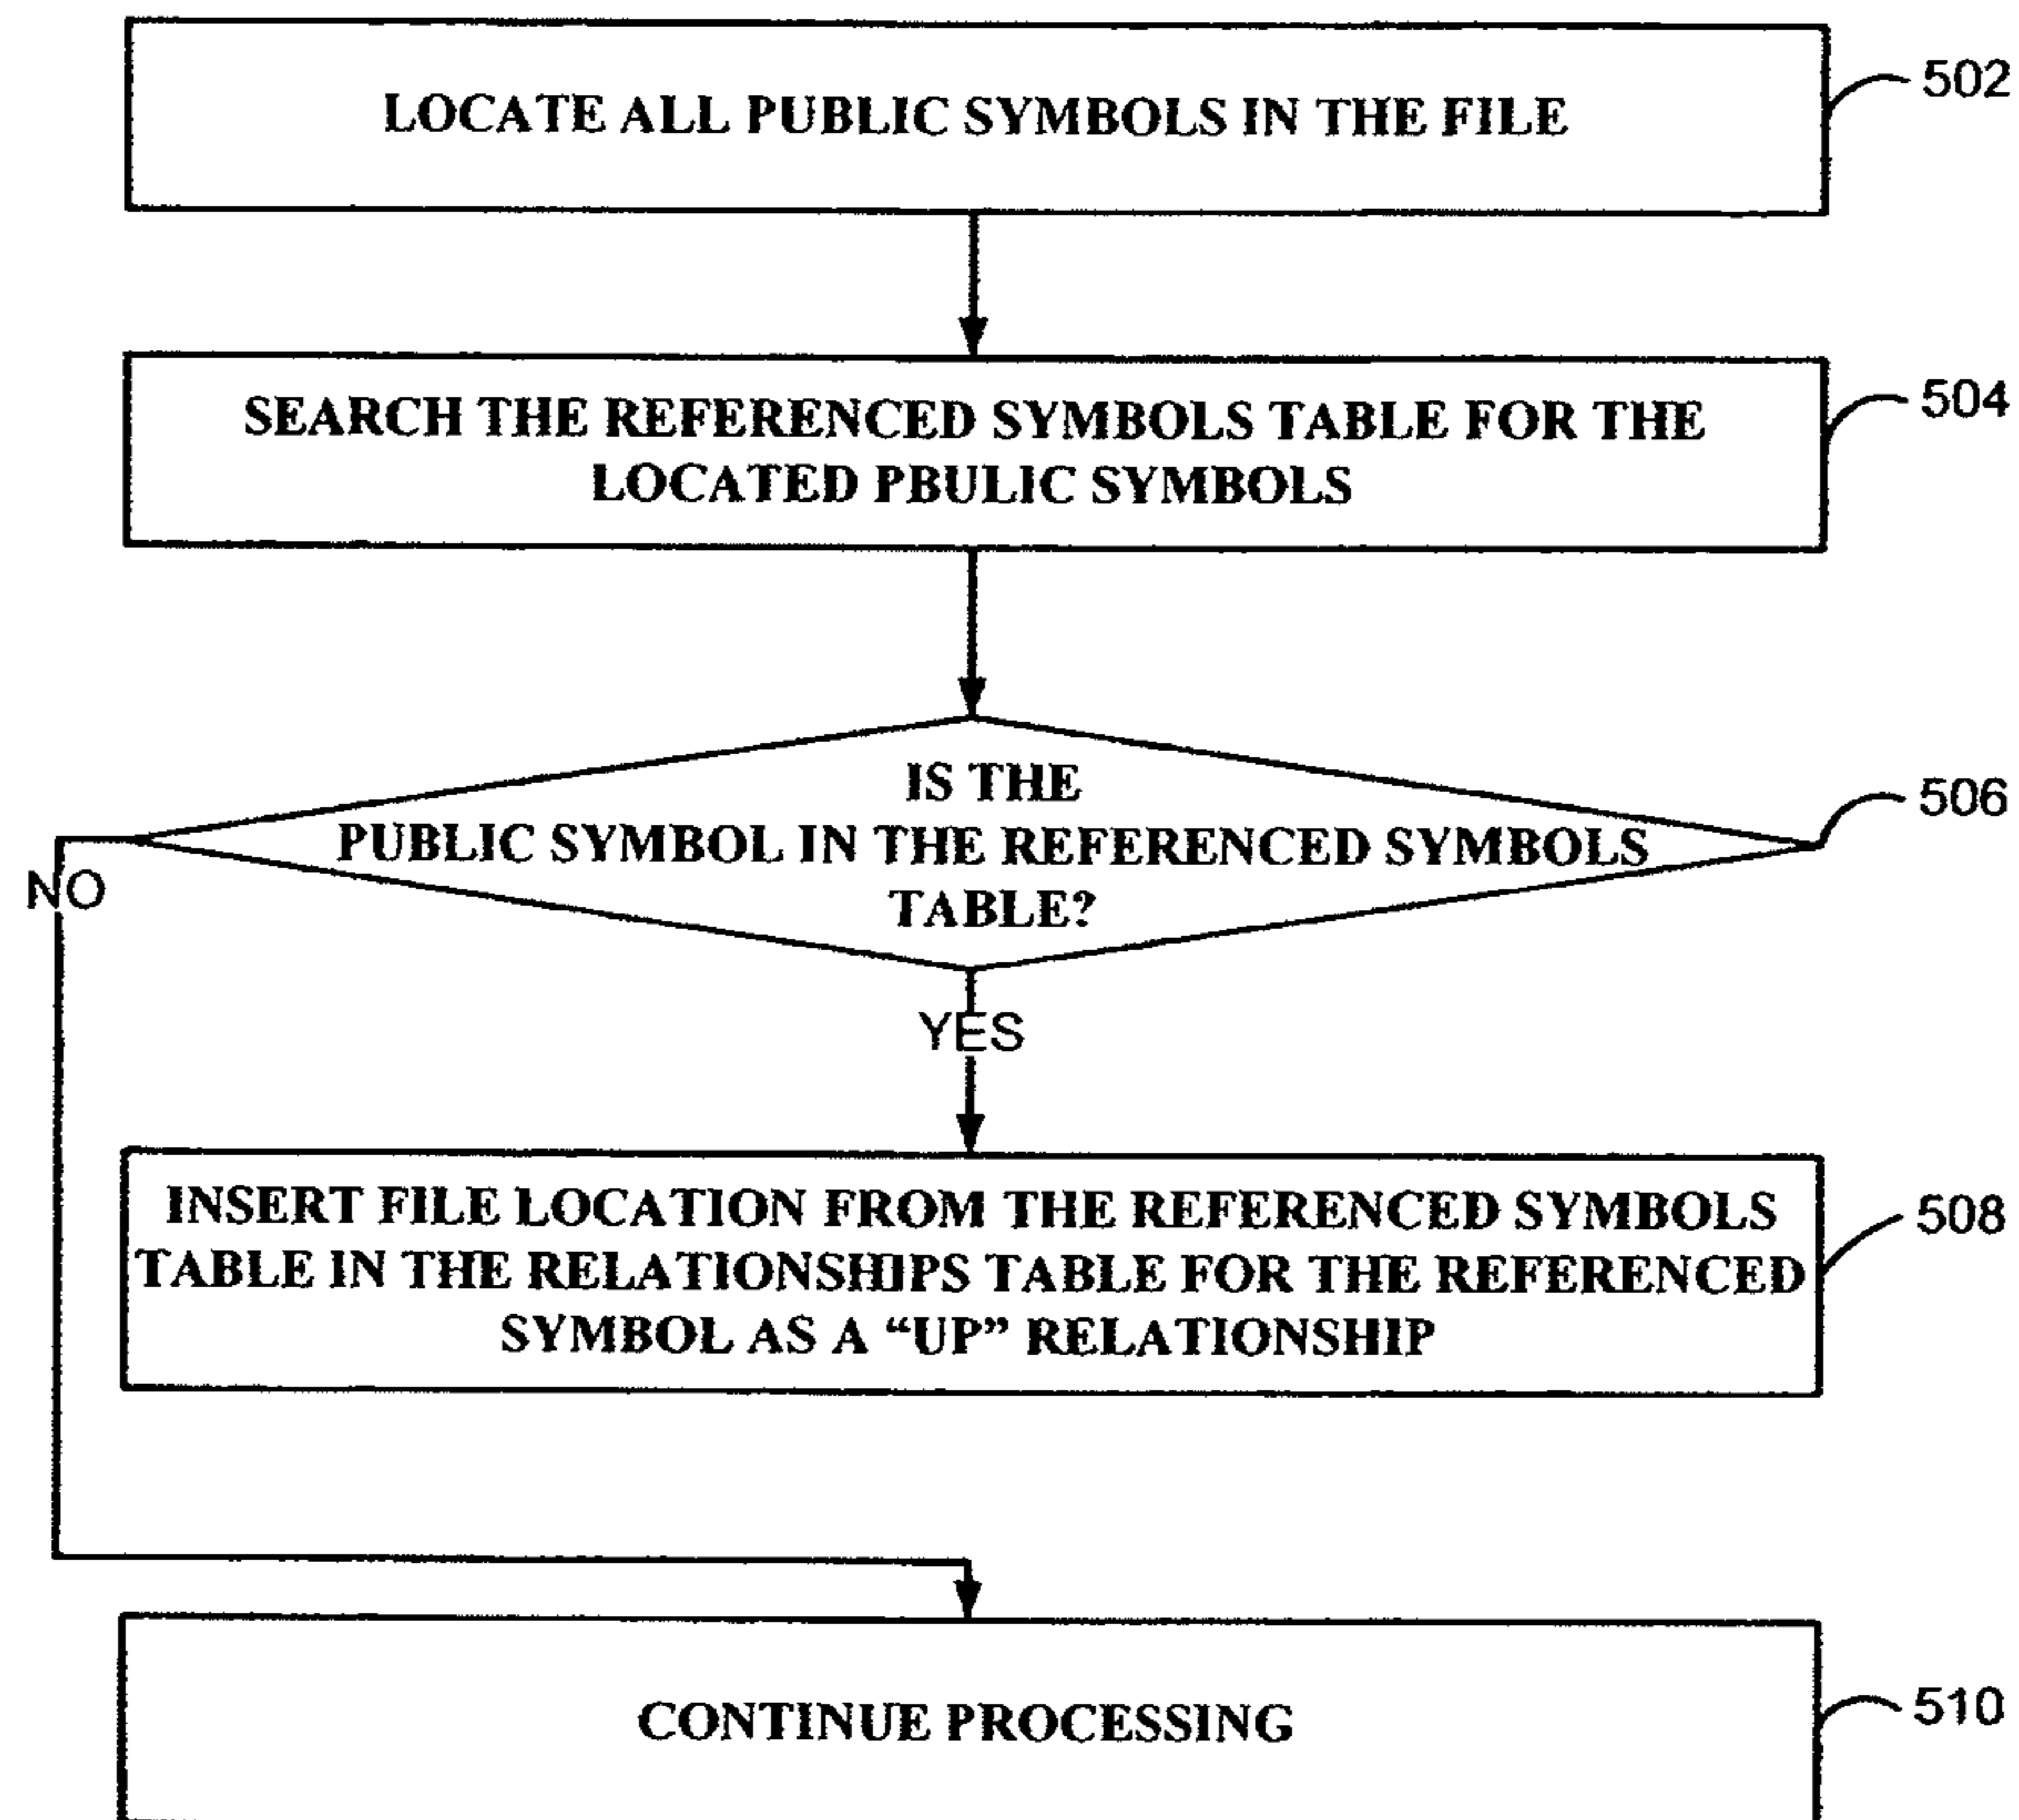 LOCATE ALL PUBLIC SYMBOLS IN THE FILE
502
SEARCH THE REFERENCED SYMBOLS TABLE FOR THE
LOCATED PBULIC SYMBOLS
504
IS THE
PUBLIC SYMBOL IN THE REFERENCED SYMBOLS
TABLE?
506
NO
YES
INSERT FILE LOCATION FROM THE REFERENCED SYMBOLS
TABLE IN THE RELATIONSHIPS TABLE FOR THE REFERENCED
SYMBOL AS A “UP” RELATIONSHIP
508
CONTINUE PROCESSING
510